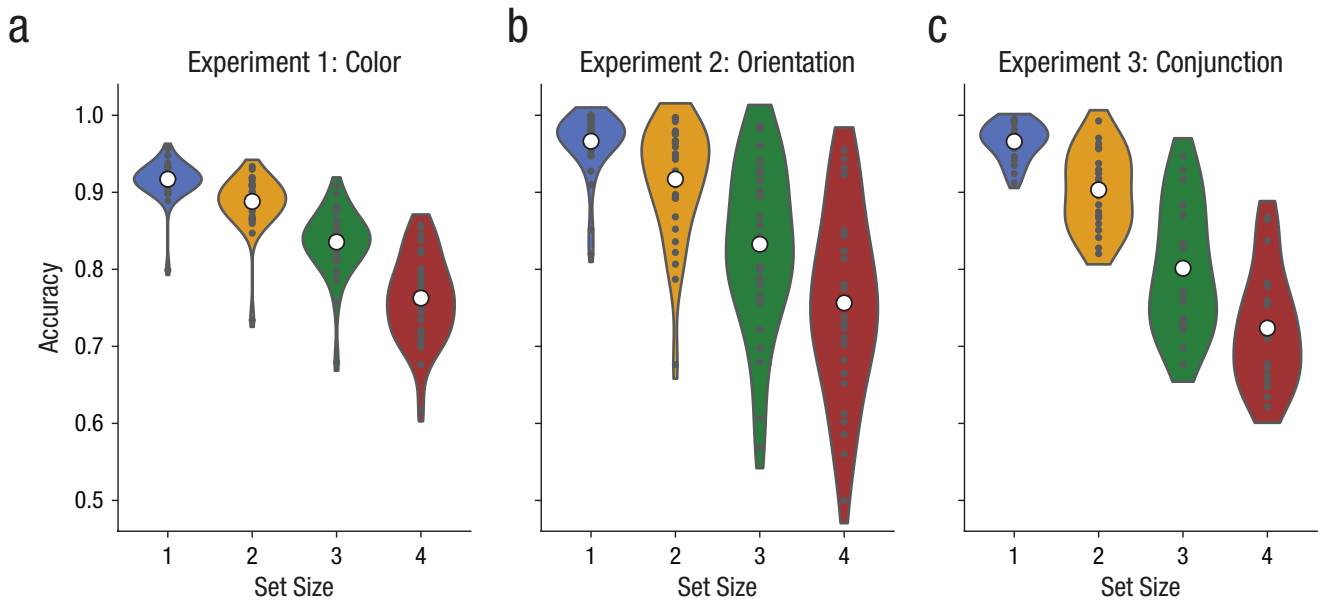 a
b
c
Experiment 1: Color
Experiment 2: Orientation
Experiment 3: Conjunction
Accuracy
1.0
0.9
0.8
0.7
0.6
0.5
1 2 3 4
1 2 3 4
1 2 3 4
Set Size
Set Size
Set Size